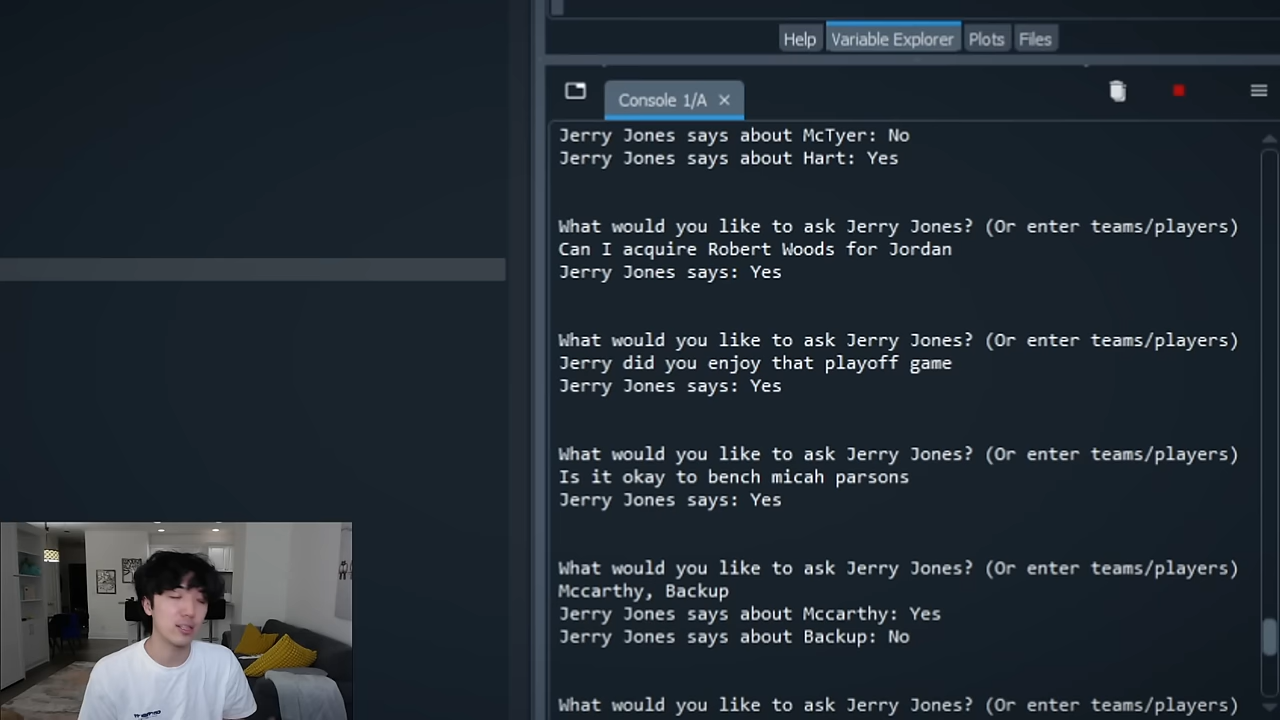 Help
Variable Explorer
Plots
Files
Console 1/A
Jerry Jones says about McTyer: No
Jerry Jones says about Hart: Yes
What would you like to ask Jerry Jones? (Or enter teams/players)
Can I acquire Robert Woods for Jordan
Jerry Jones says: Yes
What would you like to ask Jerry Jones? (Or enter teams/players)
Jerry did you enjoy that playoff game
Jerry Jones says: Yes
What would you like to ask Jerry Jones? (Or enter teams/players)
Is it okay to bench micah parsons
Jerry Jones says: Yes
What would you like to ask Jerry Jones? (Or enter teams/players)
Mccarthy, Backup
Jerry Jones says about Mccarthy: Yes
Jerry Jones says about Backup: No
What would you like to ask Jerry Jones? (Or enter teams/players)